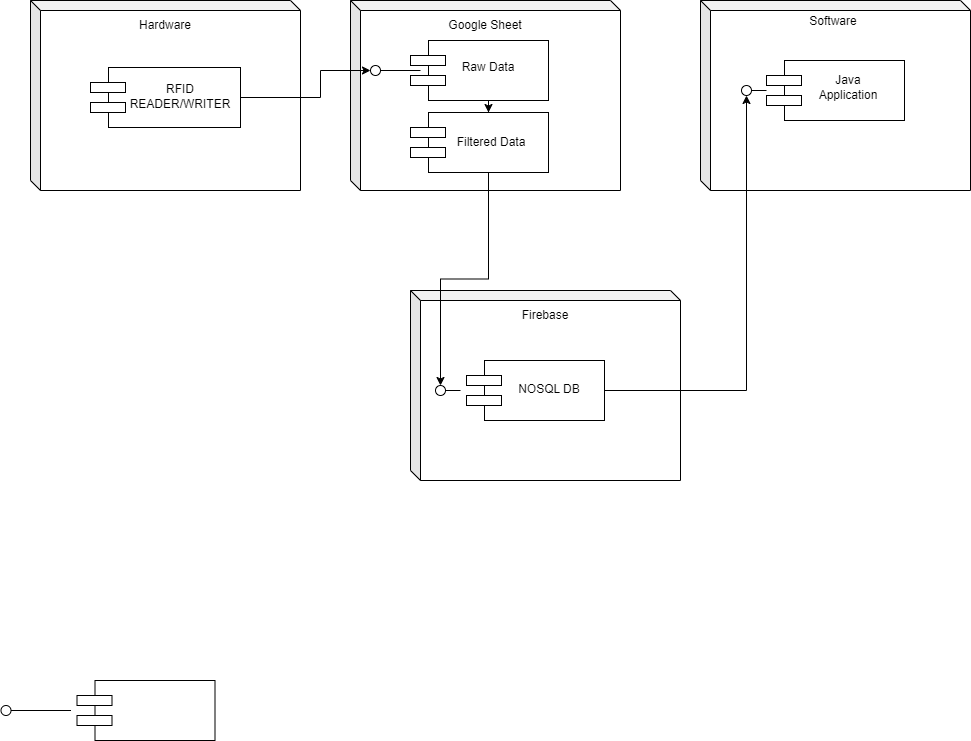 Hardware
RFID
READER/WRITER
Google Sheet
Raw Data
Filtered Data
Software
Java
Application
Firebase
NOSQL DB